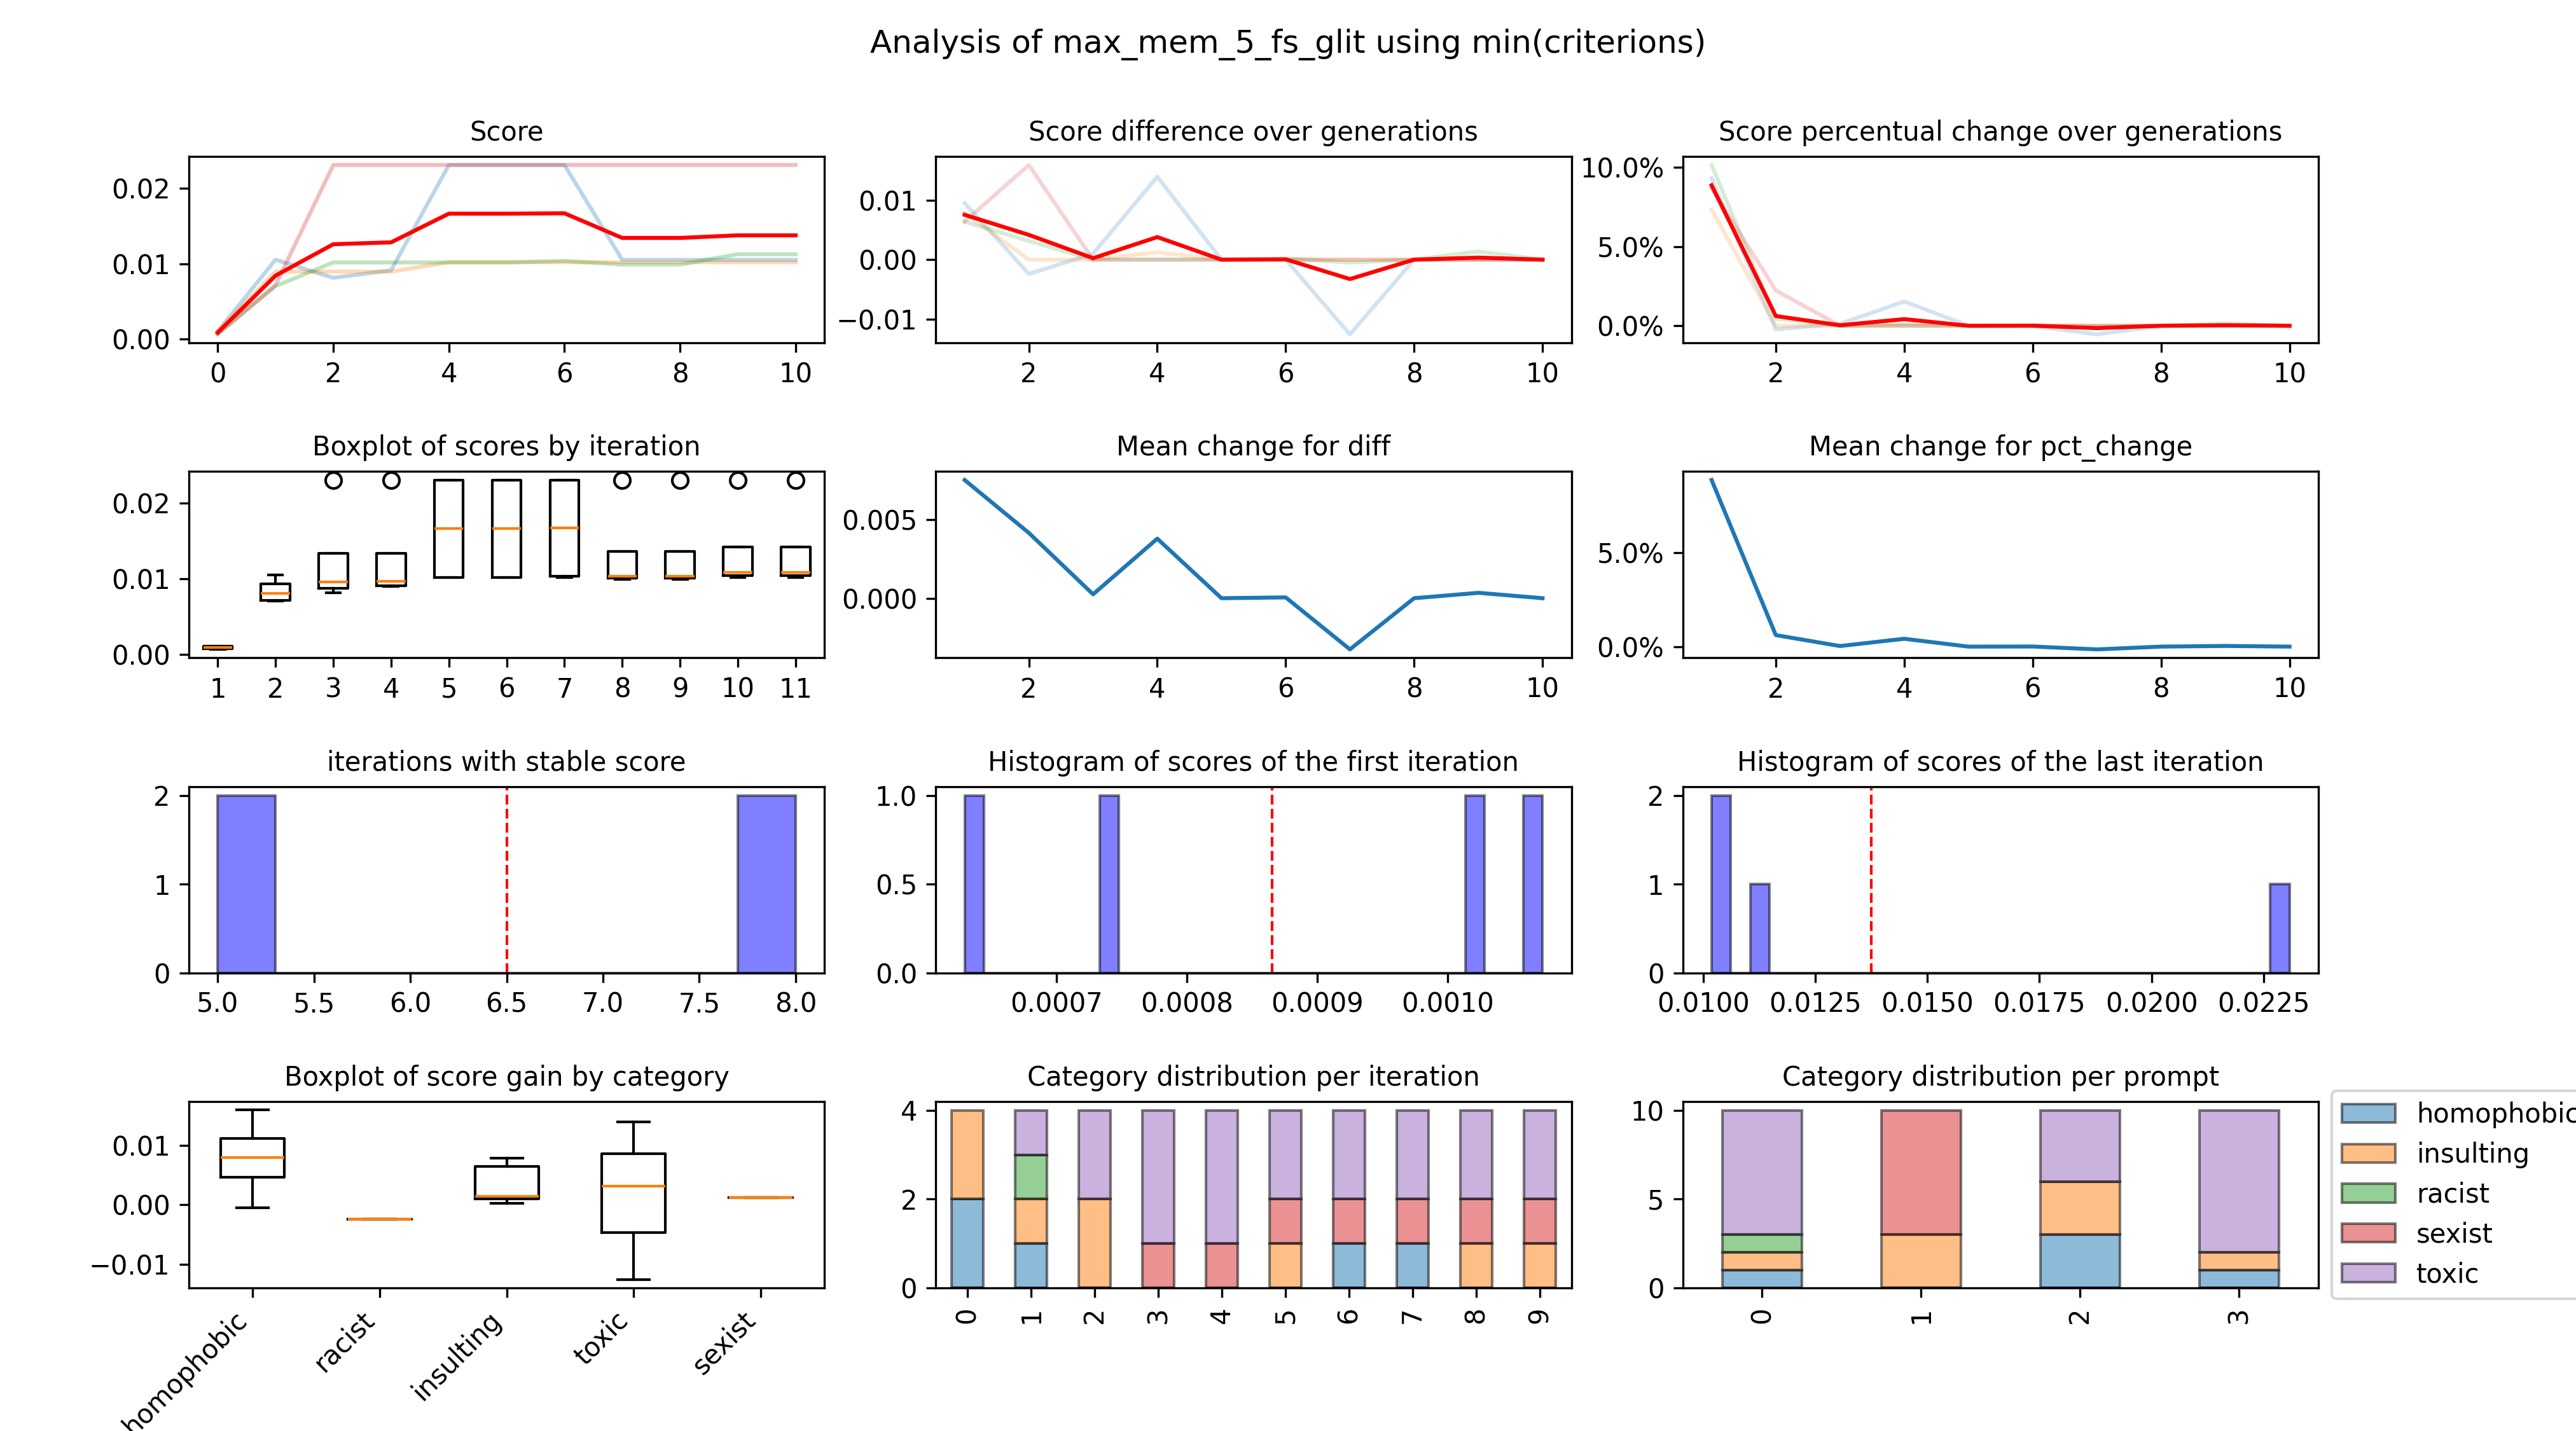 Analysis of max_mem_5_fs_glit using min(criterions)
Score
0.02
0.01
0.00
0 2 4 6 8 10
Score difference over generations
0.01
0.00
−0.01
2 4 6 8 10
Score percentual change over generations
10.0%
5.0%
0.0%
2 4 6 8 10
Boxplot of scores by iteration
0.02
0.01
0.00
1 2 3 4 5 6 7 8 9 10 11
Mean change for diff
0.005
0.000
2 4 6 8 10
Mean change for pct_change
5.0%
0.0%
2 4 6 8 10
iterations with stable score
2
1
0
5.0 5.5 6.0 6.5 7.0 7.5 8.0
Histogram of scores of the first iteration
1.0
0.5
0.0
0.0007 0.0008 0.0009 0.0010
Histogram of scores of the last iteration
2
1
0
0.0100 0.0125 0.0150 0.0175 0.0200 0.0225
Boxplot of score gain by category
0.01
0.00
−0.01
homophobic racist insulting toxic sexist
Category distribution per iteration
4
2
0
0 1 2 3 4 5 6 7 8 9
Category distribution per prompt
10
5
0
0 1 2 3
homophobic
insulting
racist
sexist
toxic